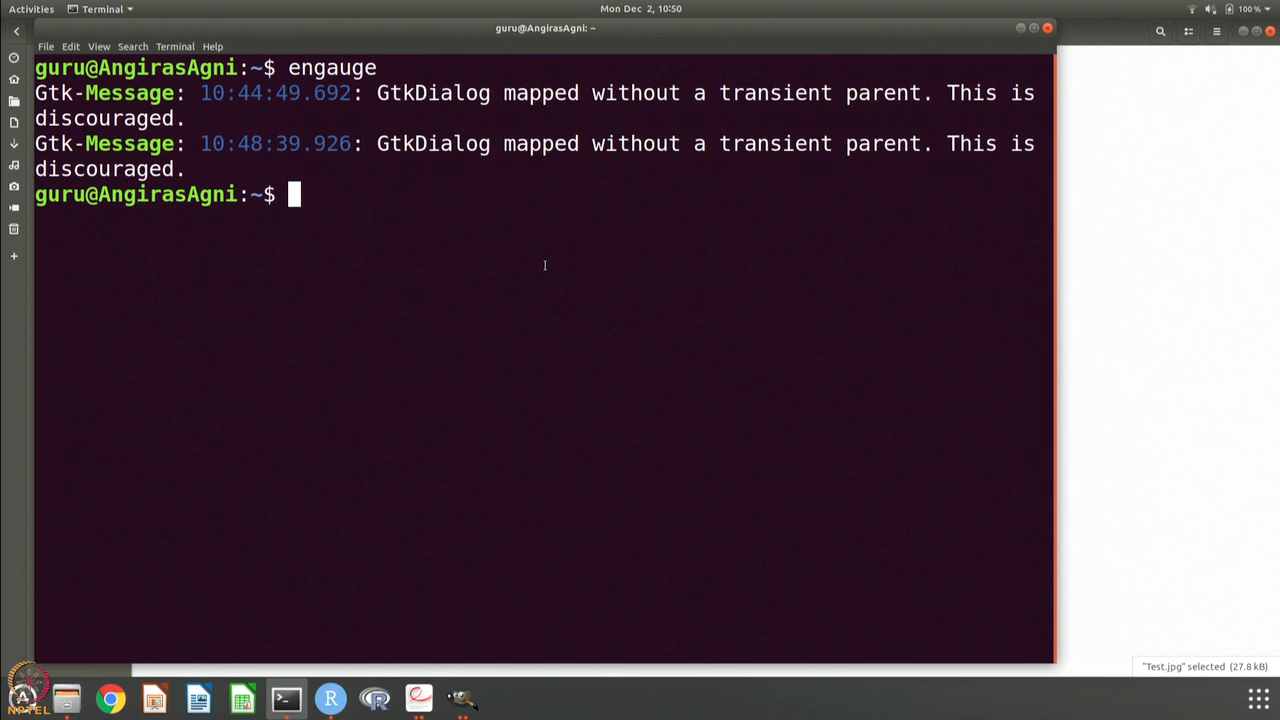 Activities
Terminal
Mon Dec 2, 10:50
100%
guru@AngirasAgni: ~
File Edit View Search Terminal Help
guru@AngirasAgni:~$ engauge
Gtk-Message: 10:44:49.692: GtkDialog mapped without a transient parent. This is
discouraged.
Gtk-Message: 10:48:39.926: GtkDialog mapped without a transient parent. This is
discouraged.
guru@AngirasAgni:~$
"Test.jpg" selected (27.8 kB)
NPTEL